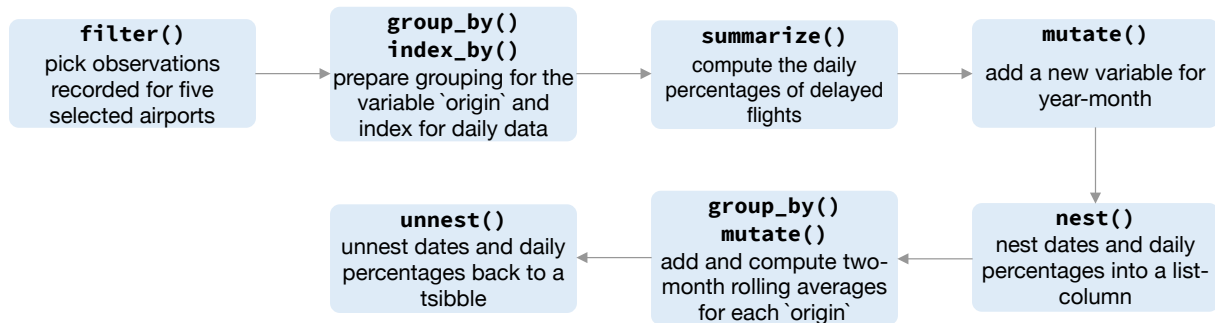 filter()
pick observations
recorded for five
selected airports
group_by()
index_by()
prepare grouping for the
variable `origin` and
index for daily data
summarize()
compute the daily
percentages of delayed
flights
mutate()
add a new variable for
year-month
nest()
nest dates and daily
percentages into a list-
column
group_by()
mutate()
add and compute two-
month rolling averages
for each `origin`
unnest()
unnest dates and daily
percentages back to a
tsibble